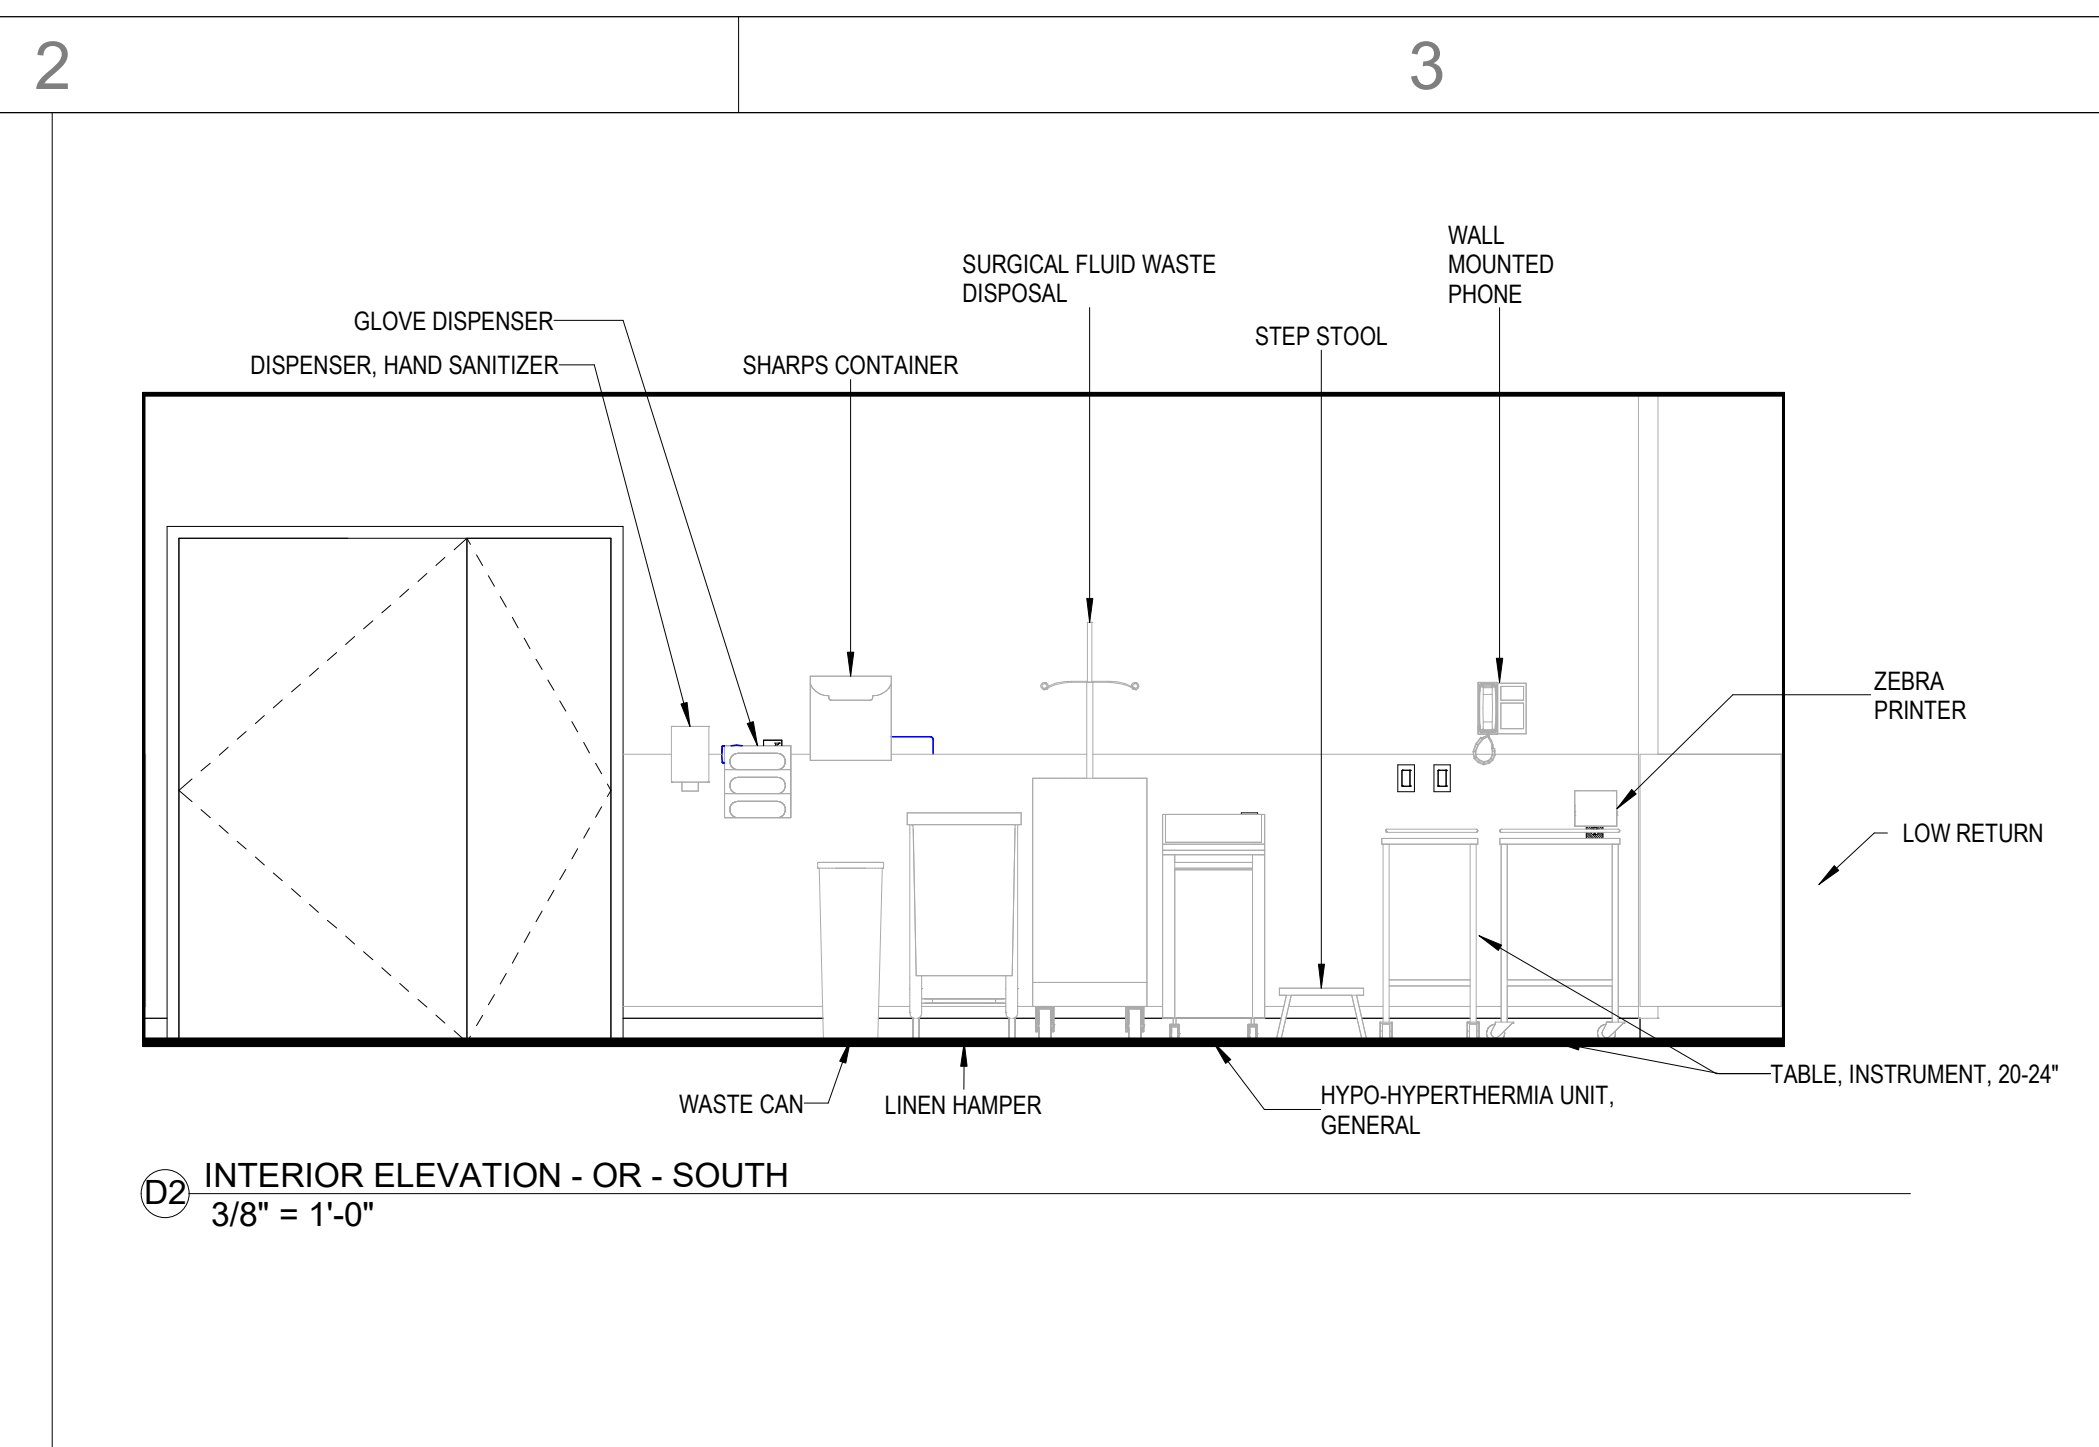 2
3
WALL
MOUNTED
PHONE
SURGICAL FLUID WASTE
DISPOSAL
GLOVE DISPENSER
STEP STOOL
DISPENSER, HAND SANITIZER
SHARPS CONTAINER
ZEBRA
PRINTER
LOW RETURN
TABLE, INSTRUMENT, 20-24"
WASTE CAN
LINEN HAMPER
HYPO-HYPERTHERMIA UNIT,
GENERAL
D2
INTERIOR ELEVATION - OR - SOUTH
3/8" = 1'-0"